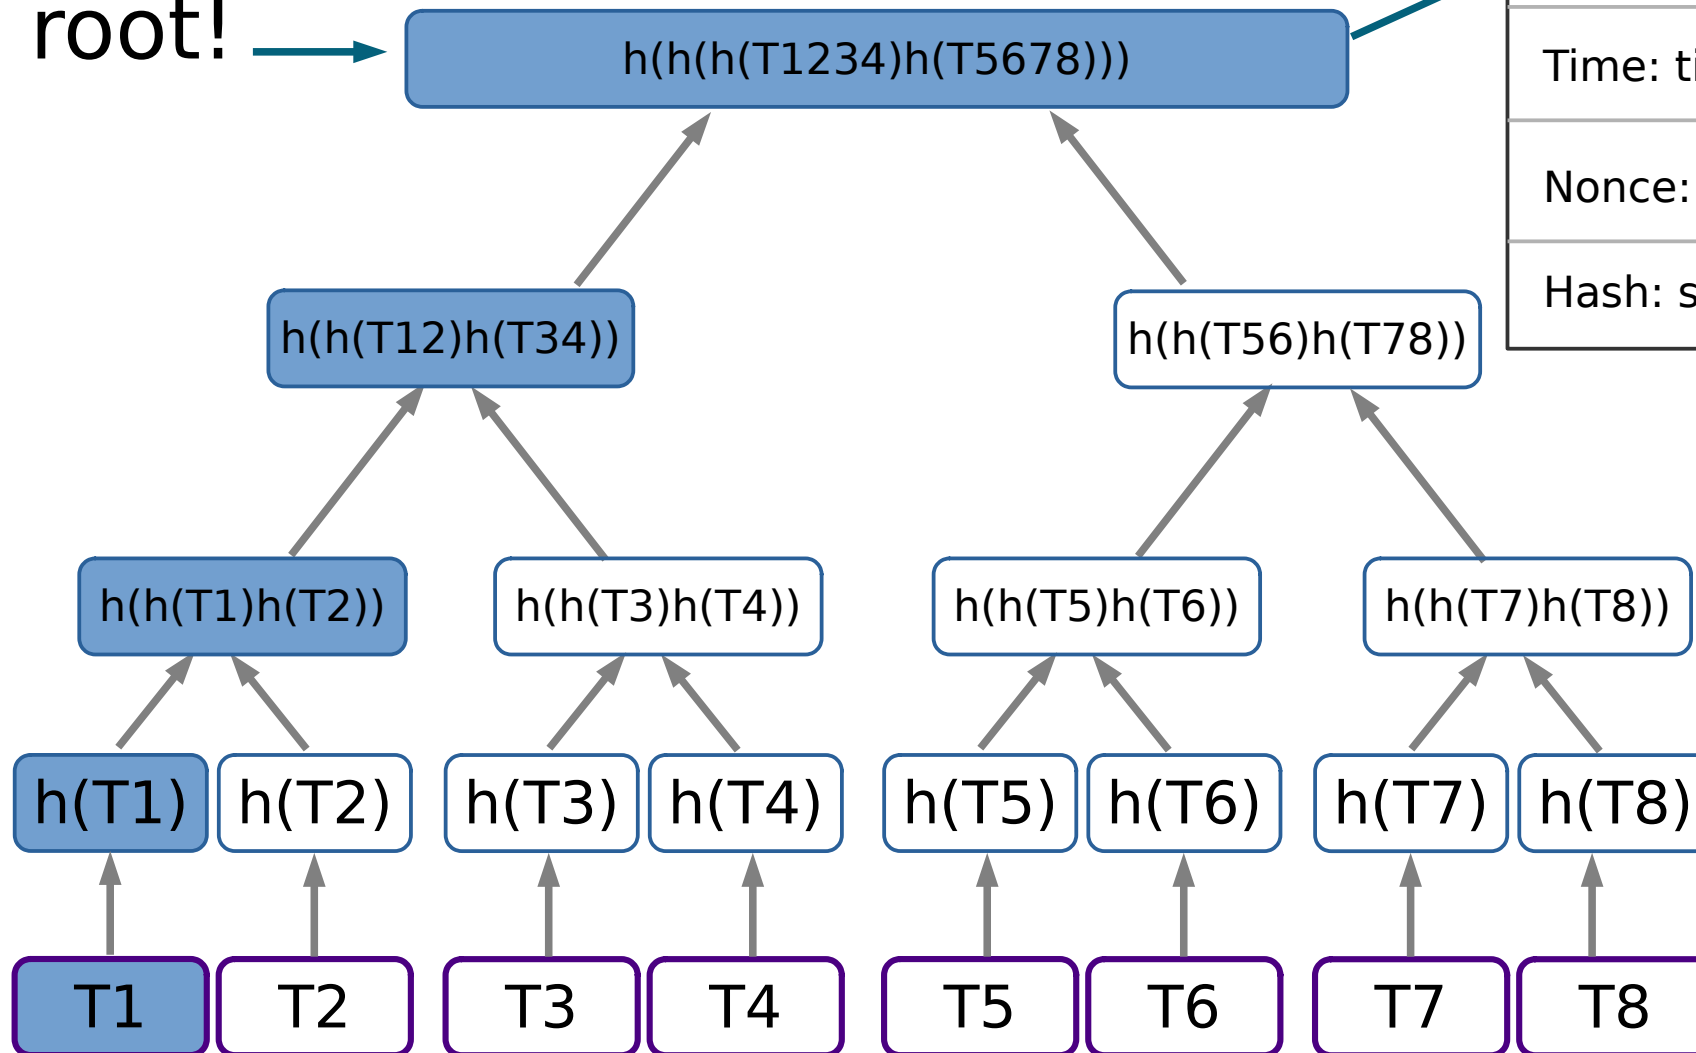 root!
h(h(h(T1234)h(T5678)))
Time:
Nonce:
Hash:
h(h(T12)h(T34))
h(h(T56)h(T78))
h(h(T1)h(T2))
h(h(T3)h(T4))
h(h(T5)h(T6))
h(h(T7)h(T8))
h(T1)
h(T2)
h(T3)
h(T4)
h(T5)
h(T6)
h(T7)
h(T8)
T1
T2
T3
T4
T5
T6
T7
T8